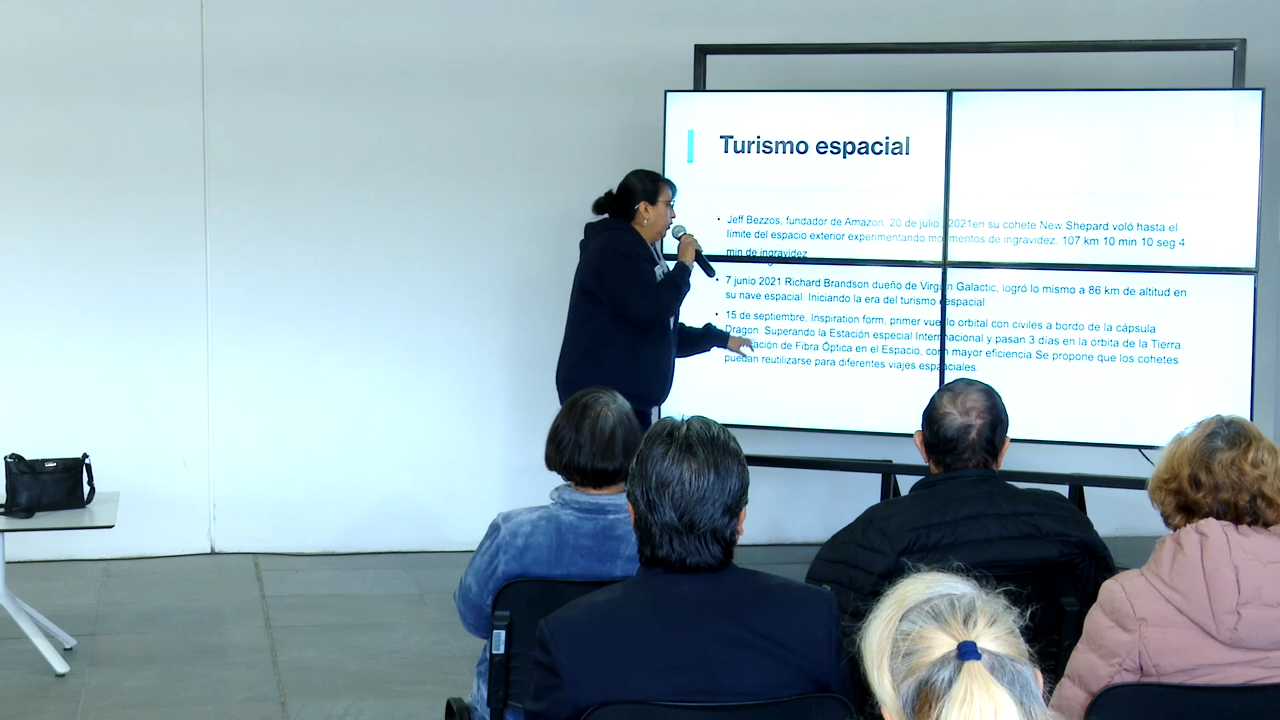 Turismo espacial
• Jeff Bezzos, fundador de Amazon, 20 de julio 2021en su cohete New Shepard voló hasta el
límite del espacio exterior experimentando momentos de ingravidez. 107 km 10 min 10 seg 4
min de ingravidez
• 7 junio 2021 Richard Brandson dueño de Virgin Galactic, logró lo mismo a 86 km de altitud en
su nave espacial. Iniciando la era del turismo espacial.
• 15 de septiembre, Inspiration form, primer vuelo orbital con civiles a bordo de la cápsula
Dragon. Superando la Estación especial Internacional y pasan 3 días en la órbita de la Tierra.
de Fibra Óptica en el Espacio, con mayor eficiencia.Se propone que los cohetes
puedan reutilizarse para diferentes viajes espaciales